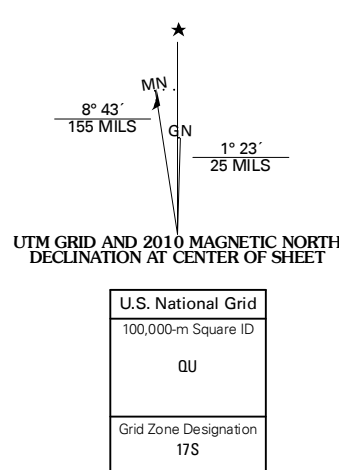 ★
MN
8° 43´
155 MILS
GN
1° 23´
25 MILS
UTM GRID AND 2010 MAGNETIC NORTH
DECLINATION AT CENTER OF SHEET
U.S. National Grid
100,000-m Square ID
QU
Grid Zone Designation
17S